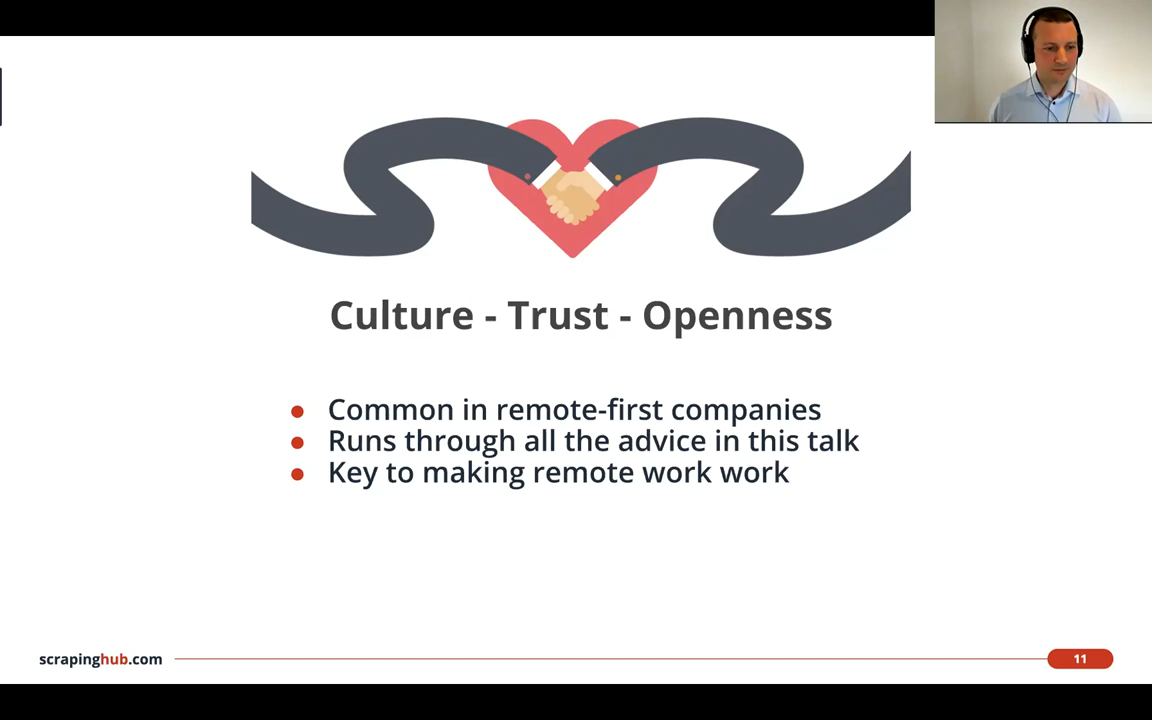 Culture - Trust - Openness
● Common in remote-first companies
● Runs through all the advice in this talk
● Key to making remote work work
scrapinghub.com
11